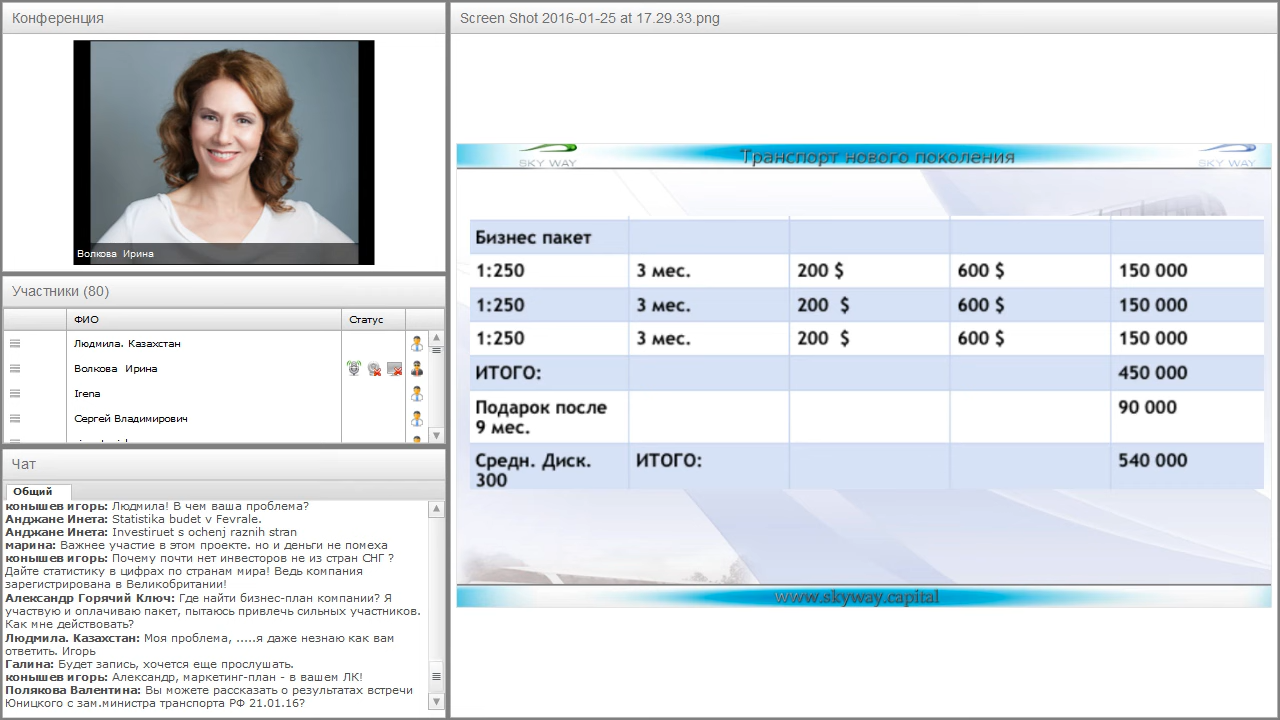 Конференция
Волкова Ирина
Участники (80)
ФИО Статус
Людмила. Казахстан
Волкова Ирина
Irena
Сергей Владимирович
Чат
Общий
конышев игорь: Людмила! В чем ваша проблема?
Анджане Инета: Statistika budet v Fevrale.
Анджане Инета: Investiruet s ochenj raznih stran
марина: Важнее участие в этом проекте. но и деньги не помеха
конышев игорь: Почему почти нет инвесторов не из стран СНГ ?
Дайте статистику в цифрах по странам мира! Ведь компания
зарегистрирована в Великобритании!
Александр Горячий Ключ: Где найти бизнес-план компании? Я
участвую и оплачиваю пакет, пытаюсь привлечь сильных участников.
Как мне действовать?
Людмила. Казахстан: Моя проблема, .....я даже незнаю как вам
ответить. Игорь
Галина: Будет запись, хочется еще прослушать.
конышев игорь: Александр, маркетинг-план - в вашем ЛК!
Полякова Валентина: Вы можете рассказать о результатах встречи
Юницкого с зам.министра транспорта РФ 21.01.16?
Screen Shot 2016-01-25 at 17.29.33.png
SKY WAY Транспорт нового поколения SKY WAY
Бизнес пакет
1:250 3 мес. 200 $ 600 $ 150 000
1:250 3 мес. 200 $ 600 $ 150 000
1:250 3 мес. 200 $ 600 $ 150 000
ИТОГО: 450 000
Подарок после 90 000
9 мес.
Средн. Диск. ИТОГО: 540 000
300
www.skyway.capital